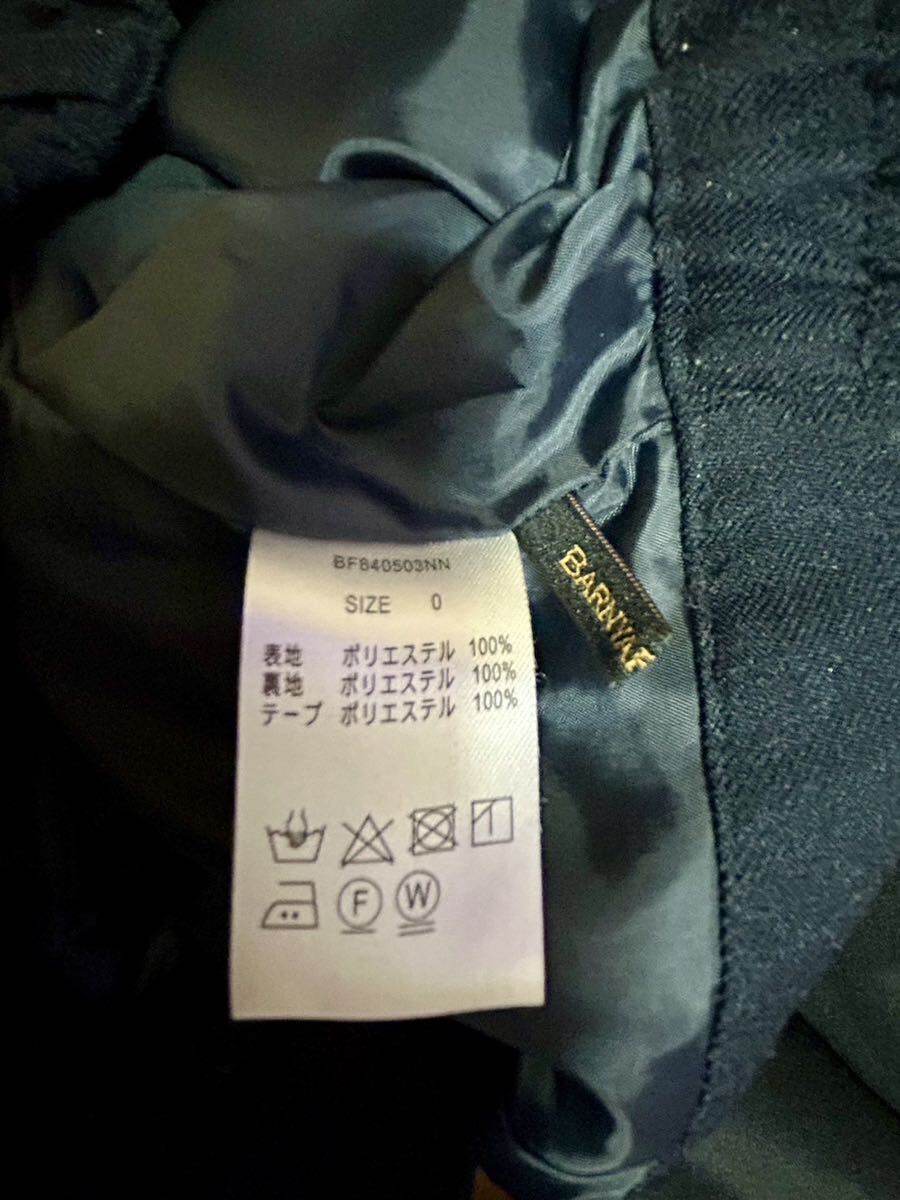 BF840503NN
SIZE 0
表地 ポリエステル 100%
裏地 ポリエステル 100%
テープ ポリエステル 100%
F W